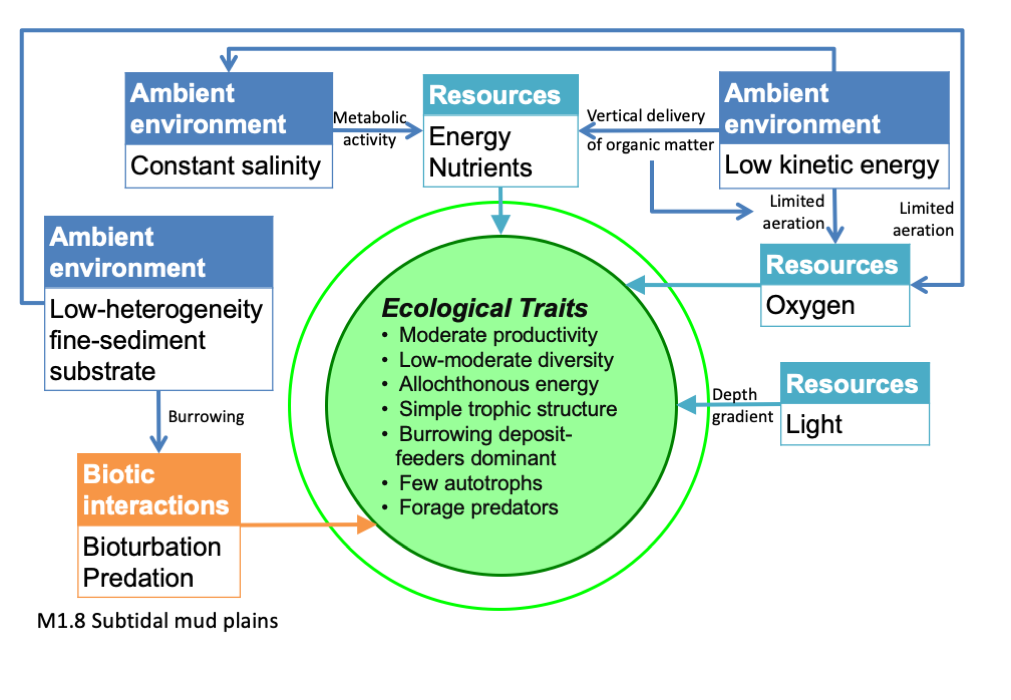 Ambient
environment
Constant salinity
Metabolic
activity
Resources
Energy
Nutrients
Vertical delivery
of organic matter
Ambient
environment
Low kinetic energy
Limited
aeration
Limited
aeration
Ambient
environment
Low-heterogeneity
fine-sediment
substrate
Resources
Oxygen
Ecological Traits
• Moderate productivity
• Low-moderate diversity
• Allochthonous energy
• Simple trophic structure
• Burrowing deposit-
feeders dominant
• Few autotrophs
• Forage predators
Resources
Light
Depth
gradient
Burrowing
Biotic
interactions
Bioturbation
Predation
M1.8 Subtidal mud plains